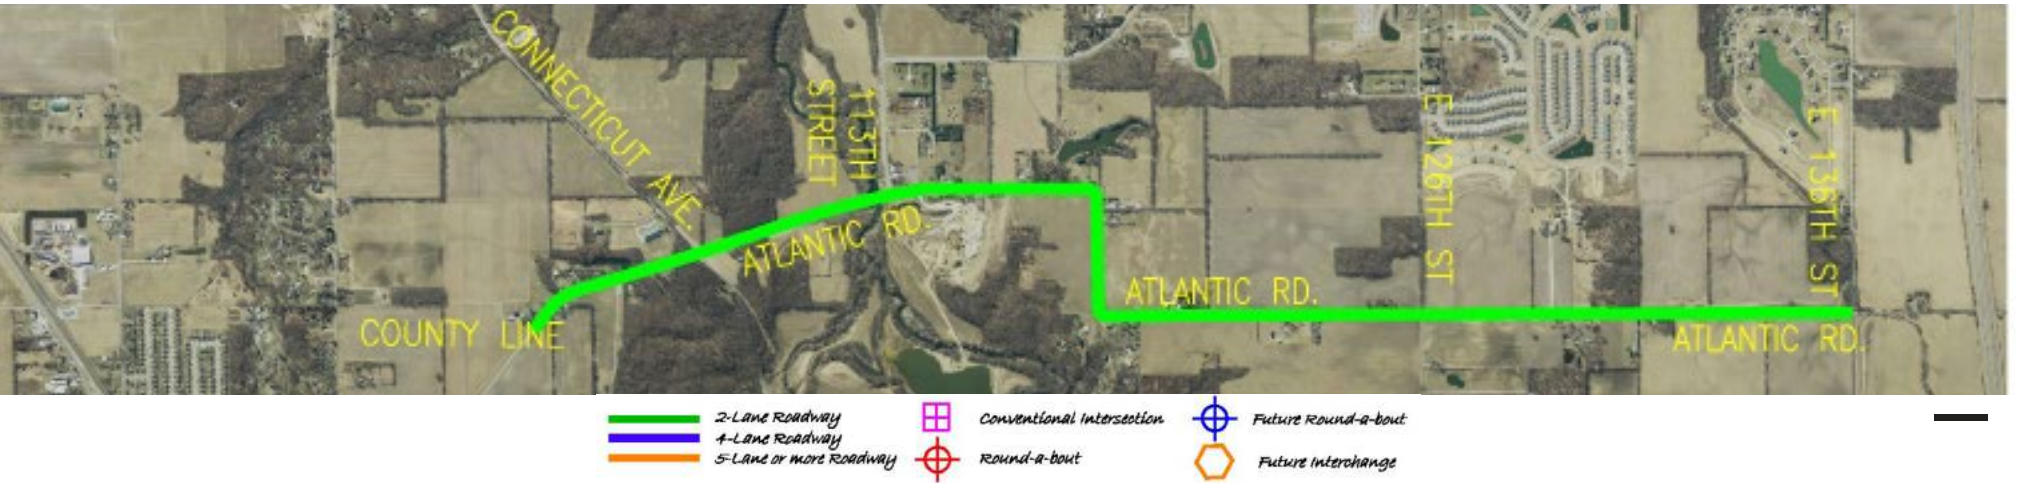 CONNECTICUT AVE.
113TH
STREET
E 126TH ST
E 136TH ST
ATLANTIC RD.
ATLANTIC RD.
COUNTY LINE
ATLANTIC RD.
2-Lane Roadway
4-Lane Roadway
5-Lane or more Roadway
Conventional Intersection
Round-a-bout
Future Round-a-bout
Future Interchange